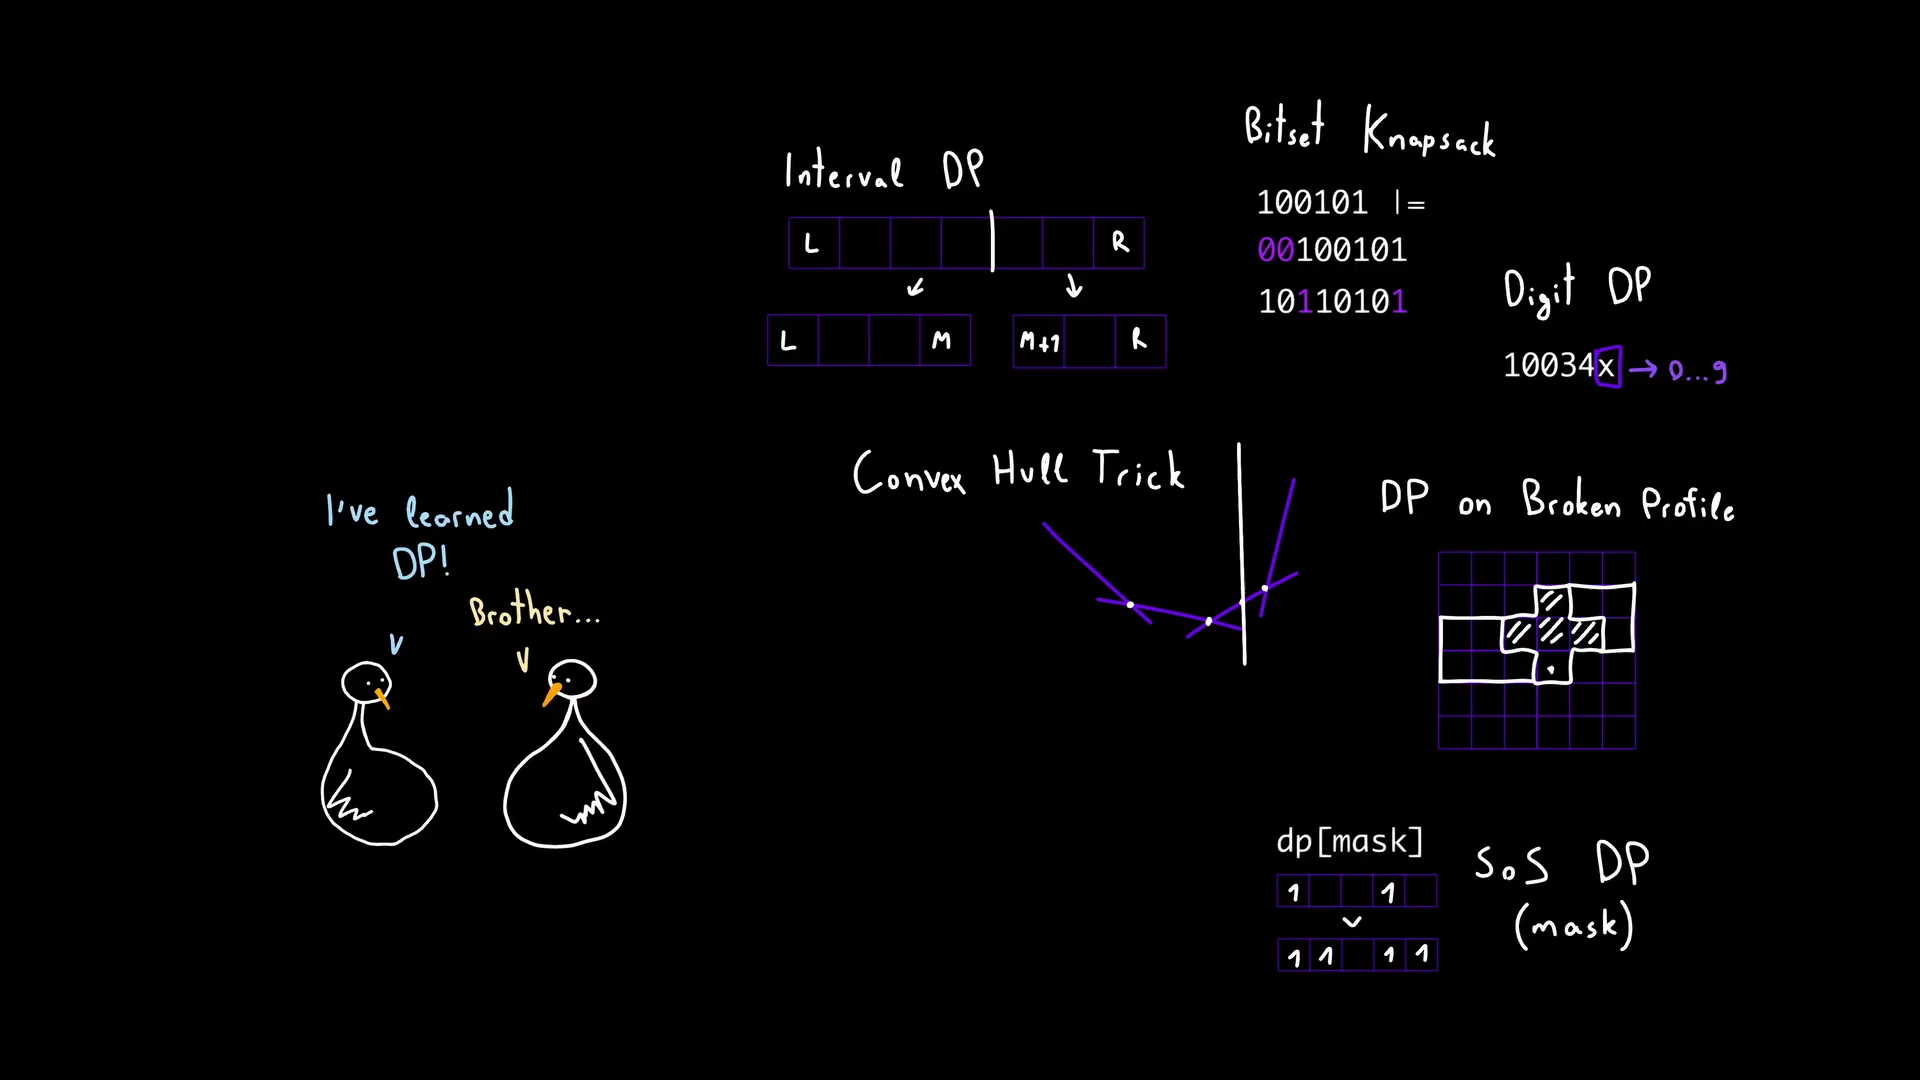 I've learned
DP!
Brother...
Interval DP
L R
L M M+1 R
Bitset Knapsack
100101 |=
00100101
10110101
Digit DP
10034x → 0...9
Convex Hull Trick
DP on Broken Profile
dp[mask]
1 1
1 1 1 1
SoS DP
(mask)